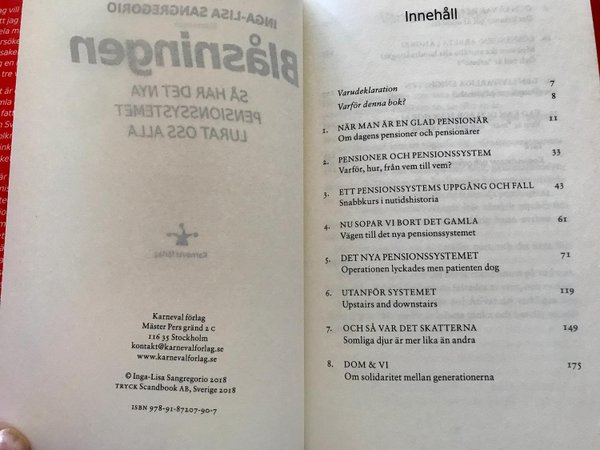 INGA-LISA SANGREGORIO
Blåsningen
SÅ HAR DET NYA
PENSIONSSYSTEMET
LURAT OSS ALLA
Karneval förlag
Karneval förlag
Mäster Pers gränd 2 C
116 35 Stockholm
kontakt@karnevalforlag.se
www.karnevalforlag.se
© Inga-Lisa Sangregorio 2018
TRYCK Scandbook AB, Sverige 2018
ISBN 978-91-87207-90-7
Innehåll
Varudeklaration 7
Varför denna bok? 8
1. NÄR MAN ÄR EN GLAD PENSIONÄR 11
Om dagens pensioner och pensionärer
2. PENSIONER OCH PENSIONSSYSTEM 33
Varför, hur, från vem till vem?
3. ETT PENSIONSSYSTEMS UPPGÅNG OCH FALL 43
Snabbkurs i nutidshistoria
4. NU SOPAR VI BORT DET GAMLA 61
Vägen till det nya pensionssystemet
5. DET NYA PENSIONSSYSTEMET 71
Operationen lyckades men patienten dog
6. UTANFÖR SYSTEMET 119
Upstairs and downstairs
7. OCH SÅ VAR DET SKATTERNA 149
Somliga djur är mer lika än andra
8. DOM & VI 175
Om solidaritet mellan generationerna